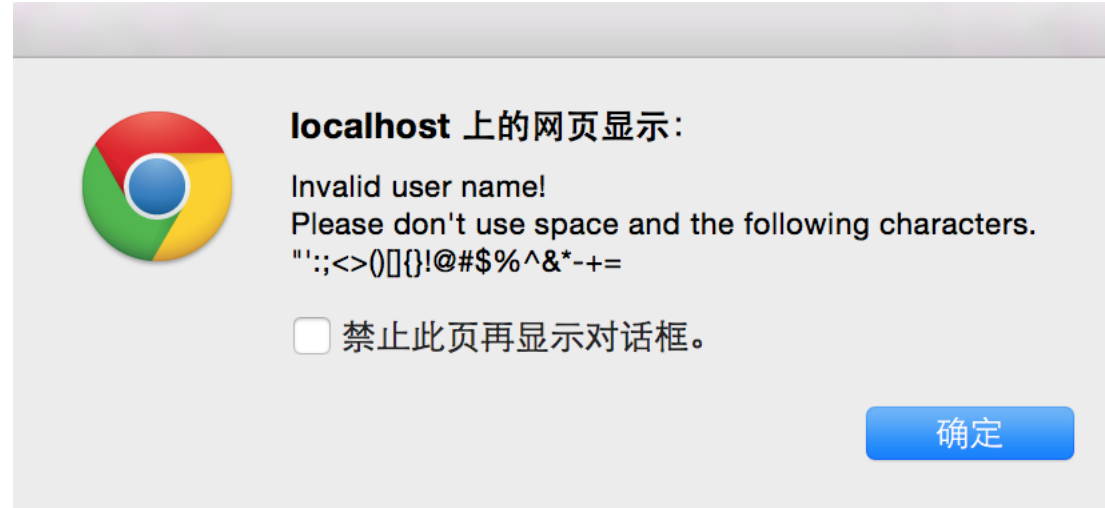 localhost 上的网页显示：
Invalid user name!
Please don't use space and the following characters.
"':;<>()[]{}!@#$%^&*-+=
禁止此页再显示对话框。
确定